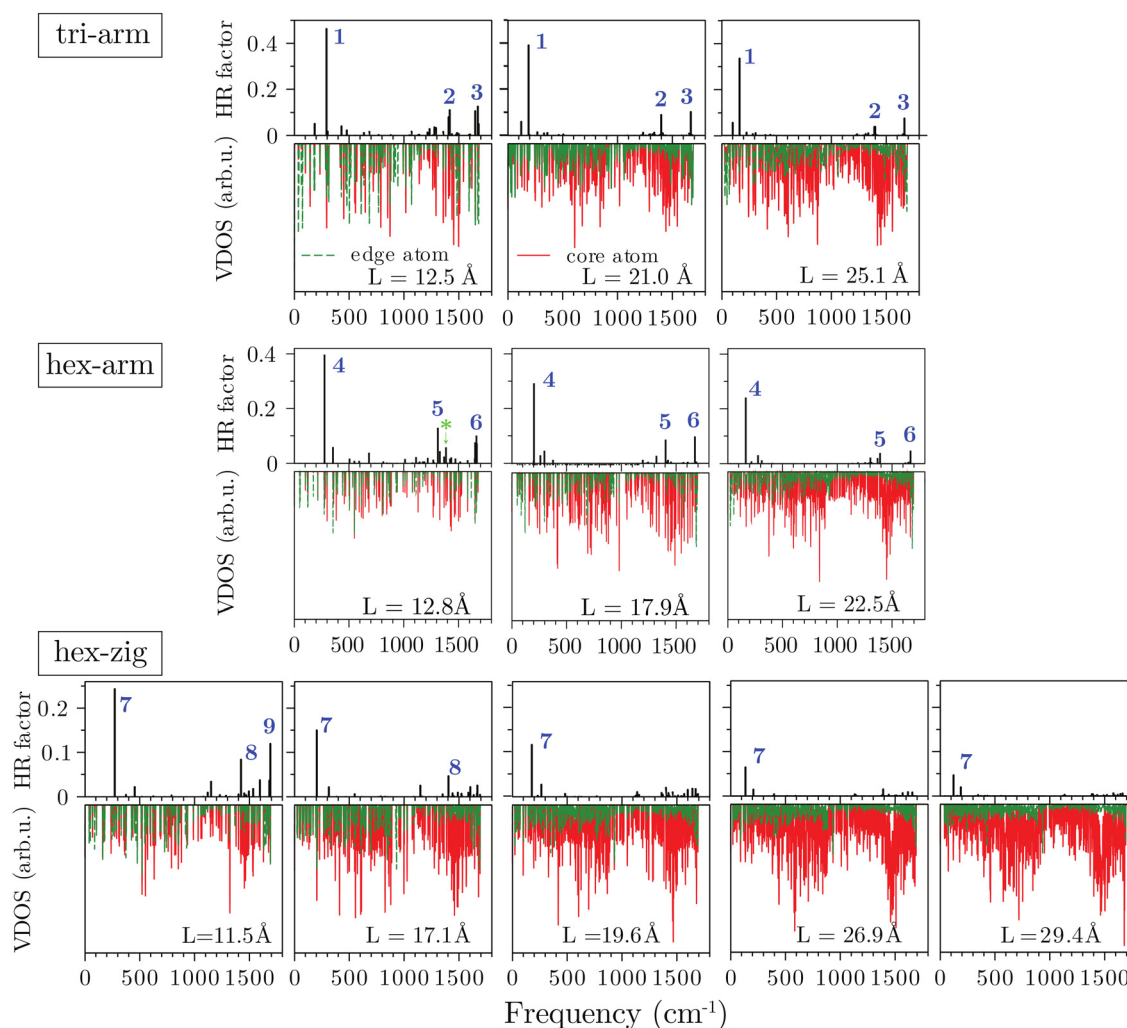 tri-arm
HR factor
0.4
0.2
0
1
2
3
1
2
3
1
2
3
VDOS (arb.u.)
edge atom
core atom
L = 12.5 Å
L = 21.0 Å
L = 25.1 Å
0 500 1000 1500
0 500 1000 1500
0 500 1000 1500
hex-arm
HR factor
0.4
0.2
0
4
5
*
6
4
5
6
4
5
6
VDOS (arb.u.)
L = 12.8Å
L = 17.9Å
L = 22.5Å
0 500 1000 1500
0 500 1000 1500
0 500 1000 1500
hex-zig
HR factor
0.2
0.1
0
7
8
9
7
8
7
7
7
VDOS (arb.u.)
L=11.5Å
L = 17.1Å
L =19.6Å
L = 26.9Å
L =29.4Å
0 500 1000 1500
0 500 1000 1500
0 500 1000 1500
0 500 1000 1500
0 500 1000 1500
Frequency (cm-1)